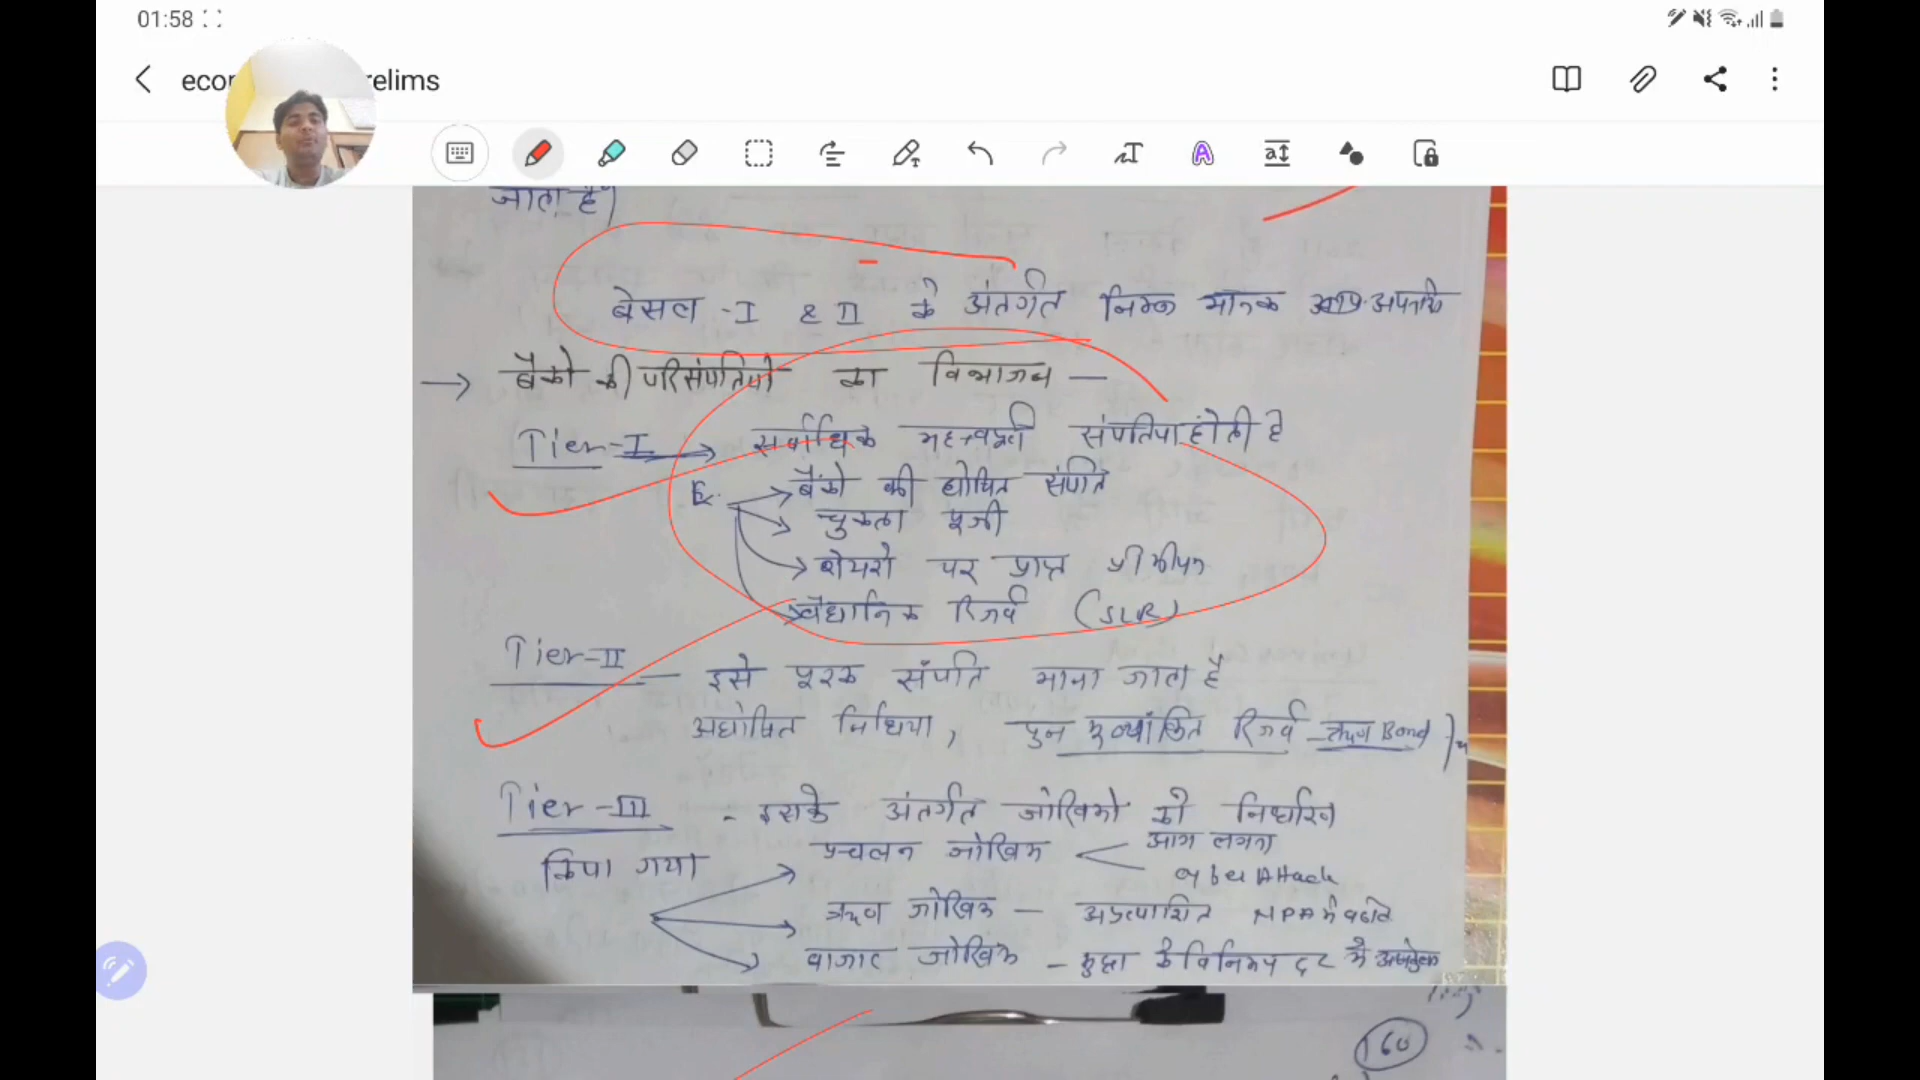 01:58
econ relims
जाता है।
बेसल -I & II के अंतर्गत निम्न मानक अपनाये
→ बैंको की परिसंपतियो का विभाजन —
Tier-I → सर्वाधिक महत्वपूर्ण संपतिया होती है
Ex. → बैंको की घोषित संपति
→ चुकता पूंजी
→ शेयरो पर प्राप्त प्रीमीयम
→ वैधानिक रिजर्व (SLR)
Tier-II — इसे पूरक संपति माना जाता है
अघोषित निधिया, पुन मूल्यांकित रिजर्व - ऋण Bond)
Tier-III - इसके अंतर्गत जोखिमो को निर्धारित
किया गया
प्रचलन जोखिम आग लगना
Cyber Attack
ऋण जोखिम — अप्रत्याशित NPA मे बढोत
बाजार जोखिम — मुद्रा के विनिमय दर मे
160